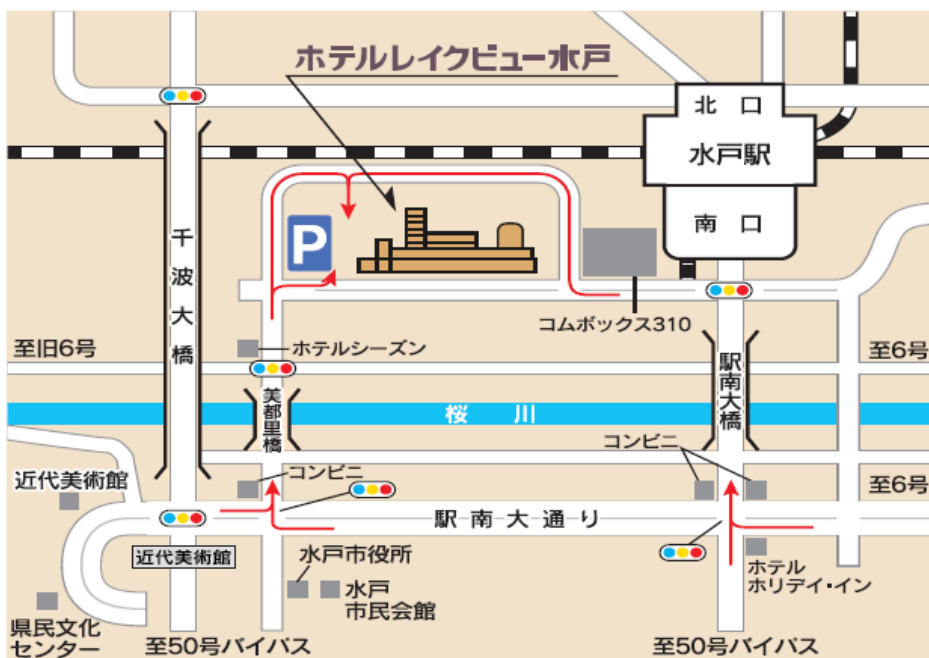 ホテルレイクビュー水戸
北 口
水戸駅
南 口
P
千波大橋
コムボックス310
至旧6号
ホテルシーズン
至6号
美都里橋
桜 川
駅南大橋
コンビニ
コンビニ
近代美術館
至6号
駅南大通り
近代美術館
水戸市役所
水戸
市民会館
ホテル
ホリデイ・イン
県民文化
センター
至50号バイパス
至50号バイパス